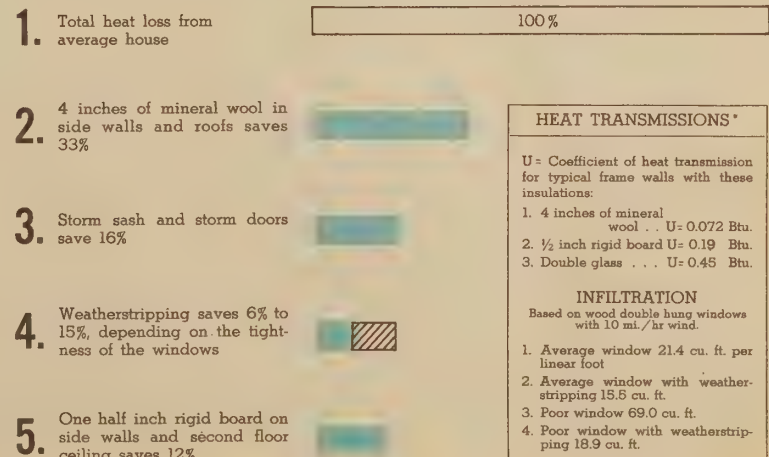 1. Total heat loss from
average house
100%
2. 4 inches of mineral wool in
side walls and roofs saves
33%
3. Storm sash and storm doors
save 16%
4. Weatherstripping saves 6% to
15%, depending on the tight-
ness of the windows
5. One half inch rigid board on
side walls and second floor
ceiling saves 12%
HEAT TRANSMISSIONS*
U = Coefficient of heat transmission
for typical frame walls with these
insulations:
1. 4 inches of mineral
wool . . U= 0.072 Btu.
2. ½ inch rigid board U= 0.19 Btu.
3. Double glass . . . U= 0.45 Btu.
INFILTRATION
Based on wood double hung windows
with 10 mi./hr wind.
1. Average window 21.4 cu. ft. per
linear foot
2. Average window with weather-
stripping 15.5 cu. ft.
3. Poor window 69.0 cu. ft.
4. Poor window with weatherstrip-
ping 18.9 cu. ft.